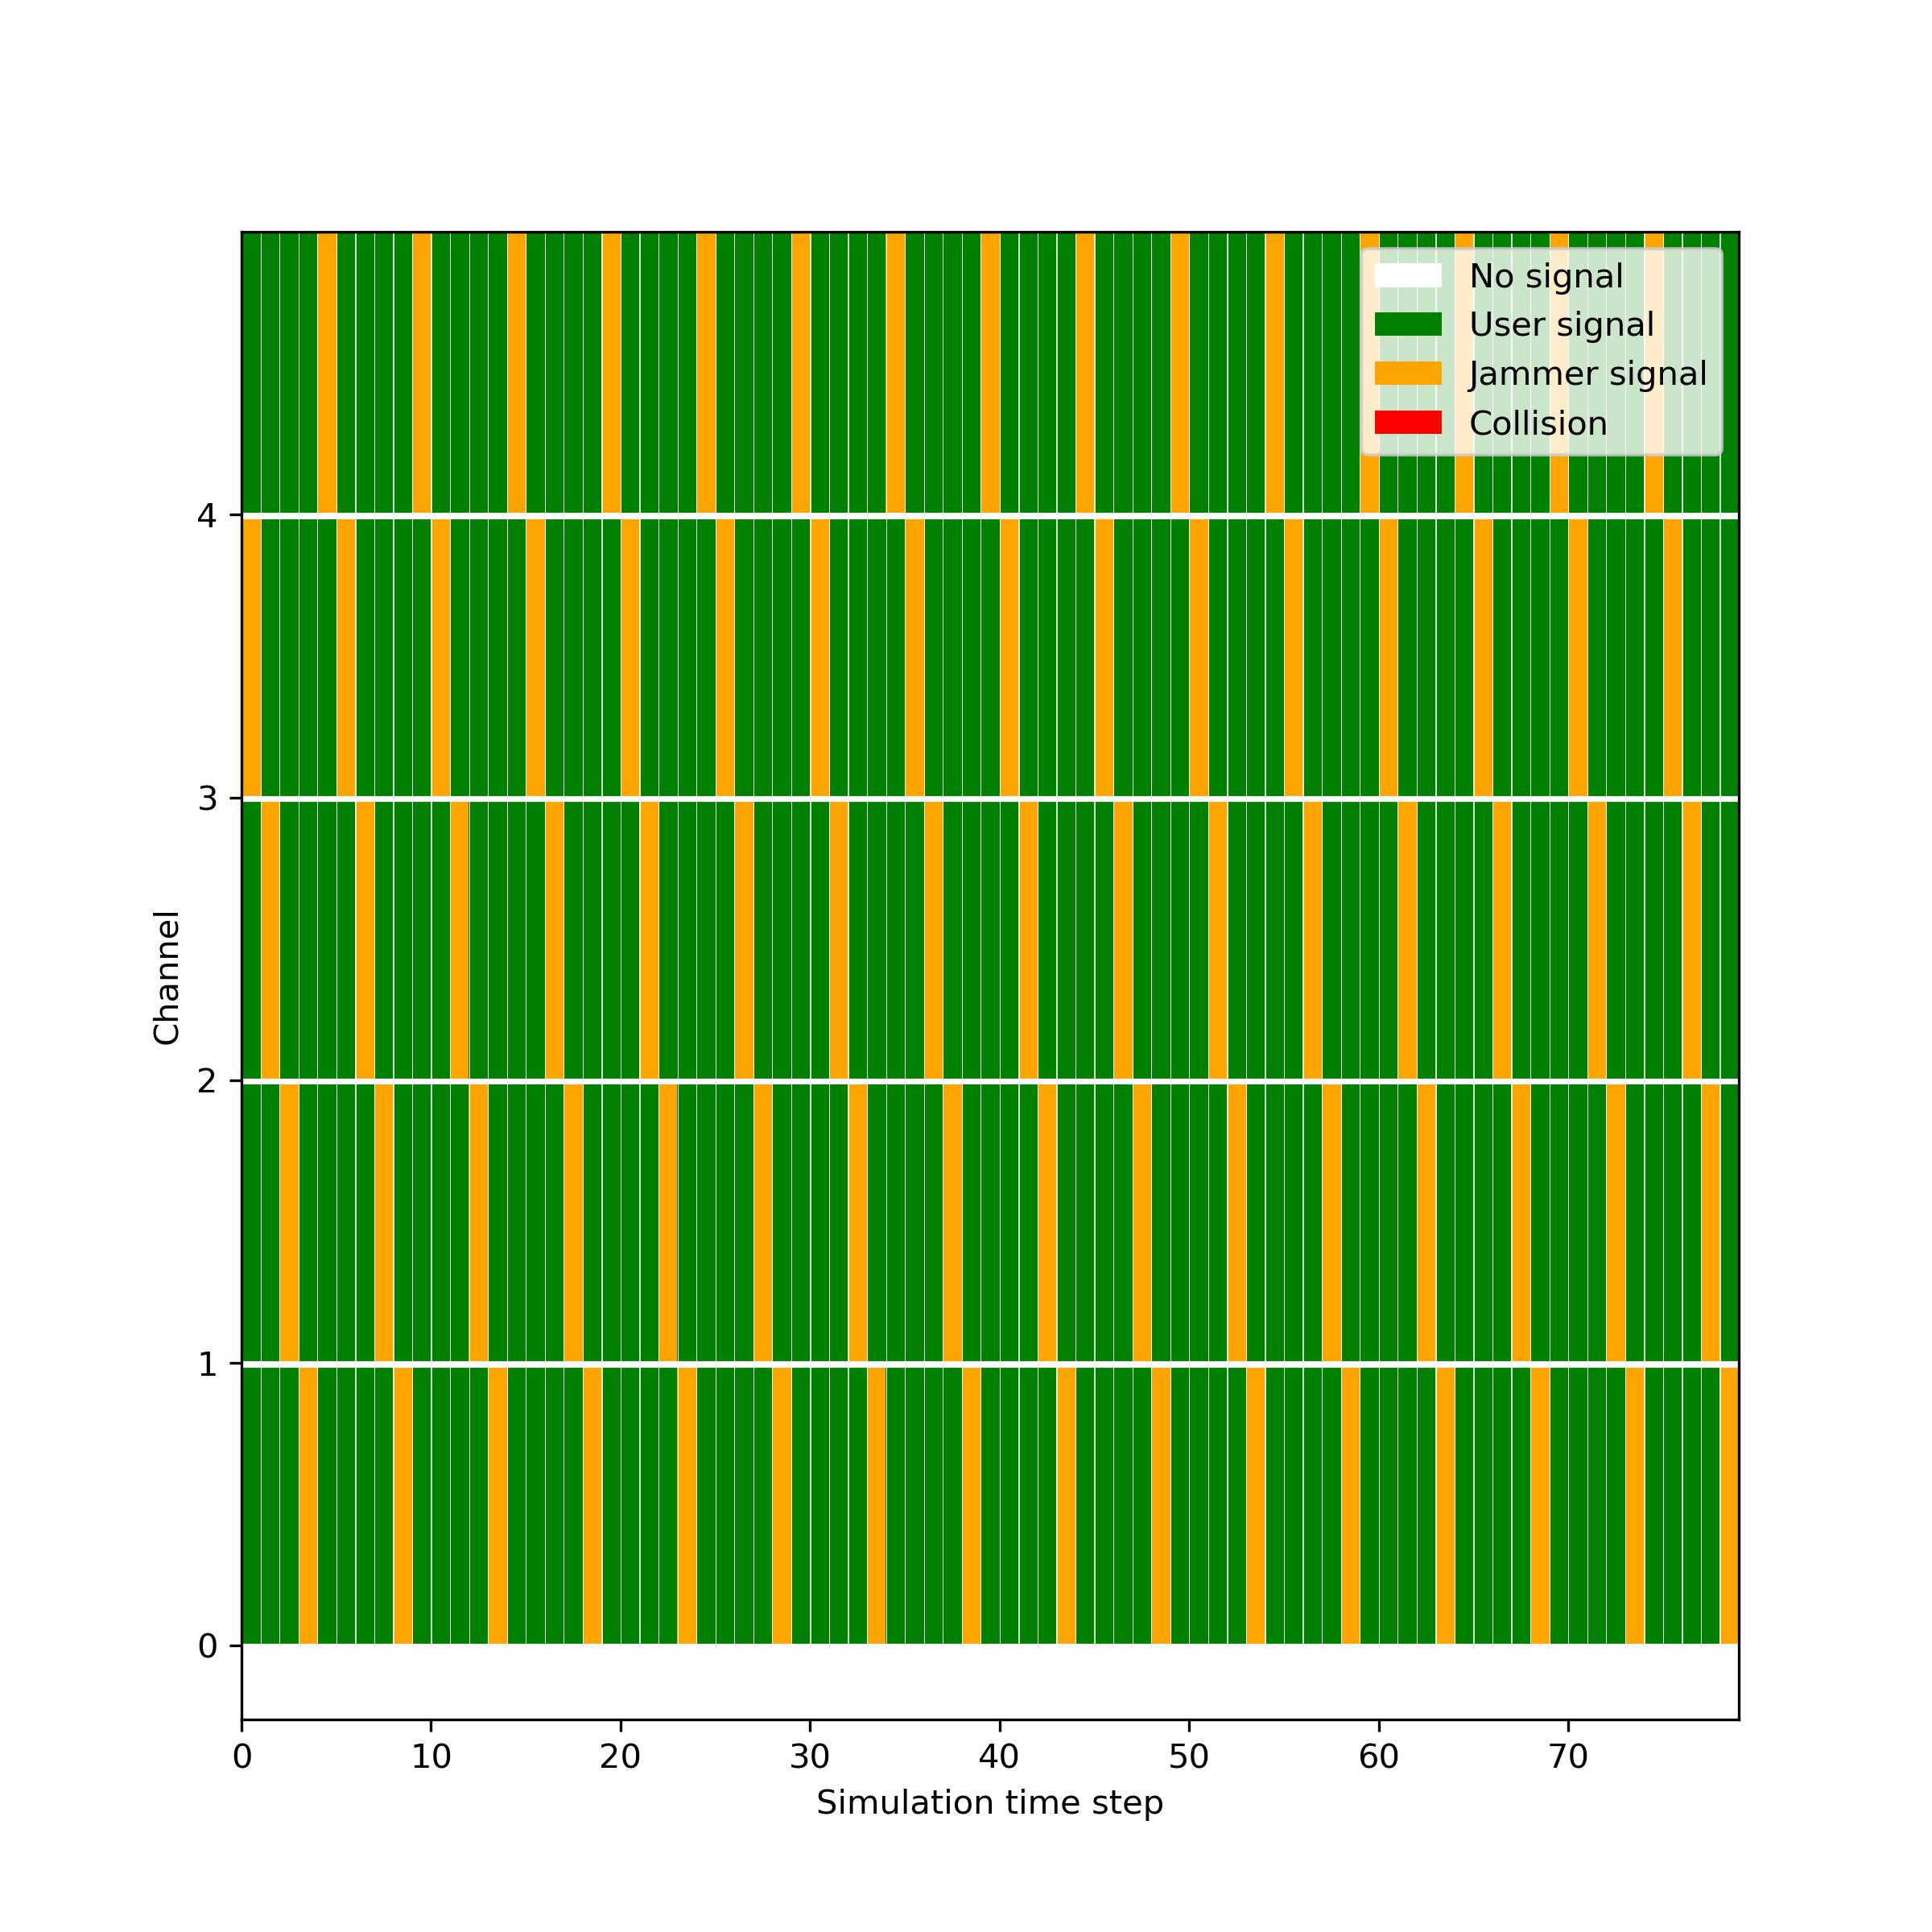 No signal
User signal
Jammer signal
Collision
4
3
2
1
0
Channel
0 10 20 30 40 50 60 70
Simulation time step